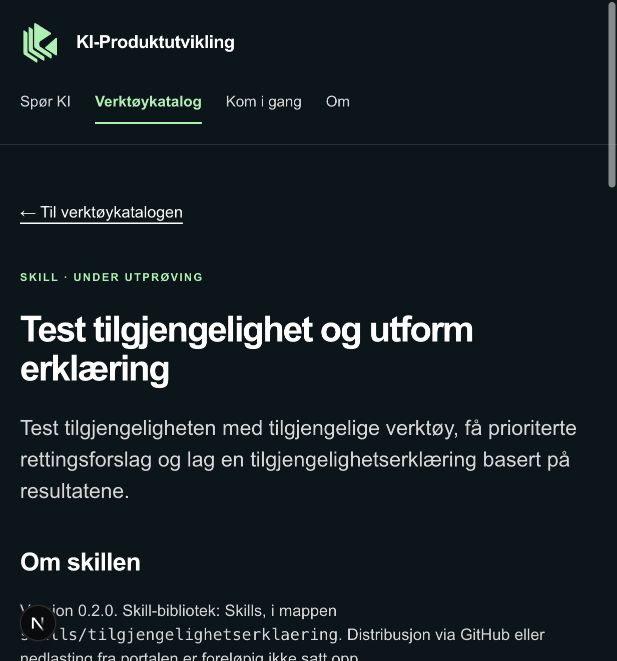 KI-Produktutvikling
Spør KI Verktøykatalog Kom i gang Om
← Til verktøykatalogen
SKILL · UNDER UTPRØVING
Test tilgjengelighet og utform
erklæring
Test tilgjengeligheten med tilgjengelige verktøy, få prioriterte
rettingsforslag og lag en tilgjengelighetserklæring basert på
resultatene.
Om skillen
0.2.0. Skill-bibliotek: Skills, i mappen
N
/tilgjengelighetserklaering. Distribusjon via GitHub eller
nedlasting fra portalen er foreløpig ikke satt opp.